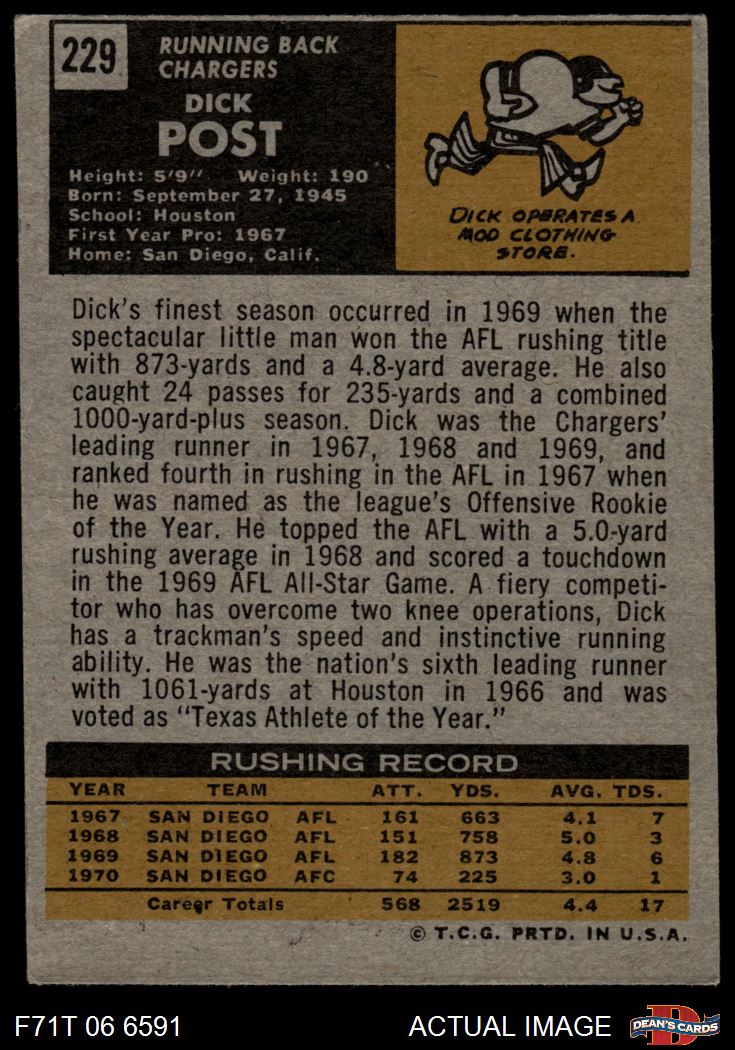 229
RUNNING BACK
CHARGERS
DICK
POST
Height: 5'9" Weight: 190
Born: September 27, 1945
School: Houston
First Year Pro: 1967
Home: San Diego, Calif.
DICK OPERATES A
MOD CLOTHING
STORE.
Dick's finest season occurred in 1969 when the
spectacular little man won the AFL rushing title
with 873-yards and a 4.8-yard average. He also
caught 24 passes for 235-yards and a combined
1000-yard-plus season. Dick was the Chargers'
leading runner in 1967, 1968 and 1969, and
ranked fourth in rushing in the AFL in 1967 when
he was named as the league's Offensive Rookie
of the Year. He topped the AFL with a 5.0-yard
rushing average in 1968 and scored a touchdown
in the 1969 AFL All-Star Game. A fiery competi-
tor who has overcome two knee operations, Dick
has a trackman's speed and instinctive running
ability. He was the nation's sixth leading runner
with 1061-yards at Houston in 1966 and was
voted as "Texas Athlete of the Year."
RUSHING RECORD
YEAR TEAM ATT. YDS. AVG. TDS.
1967 SAN DIEGO AFL 161 663 4.1 7
1968 SAN DIEGO AFL 151 758 5.0 3
1969 SAN DIEGO AFL 182 873 4.8 6
1970 SAN DIEGO AFC 74 225 3.0 1
Career Totals 568 2519 4.4 17
© T.C.G. PRTD. IN U.S.A.
F71T 06 6591 ACTUAL IMAGE D DEAN'S CARDS